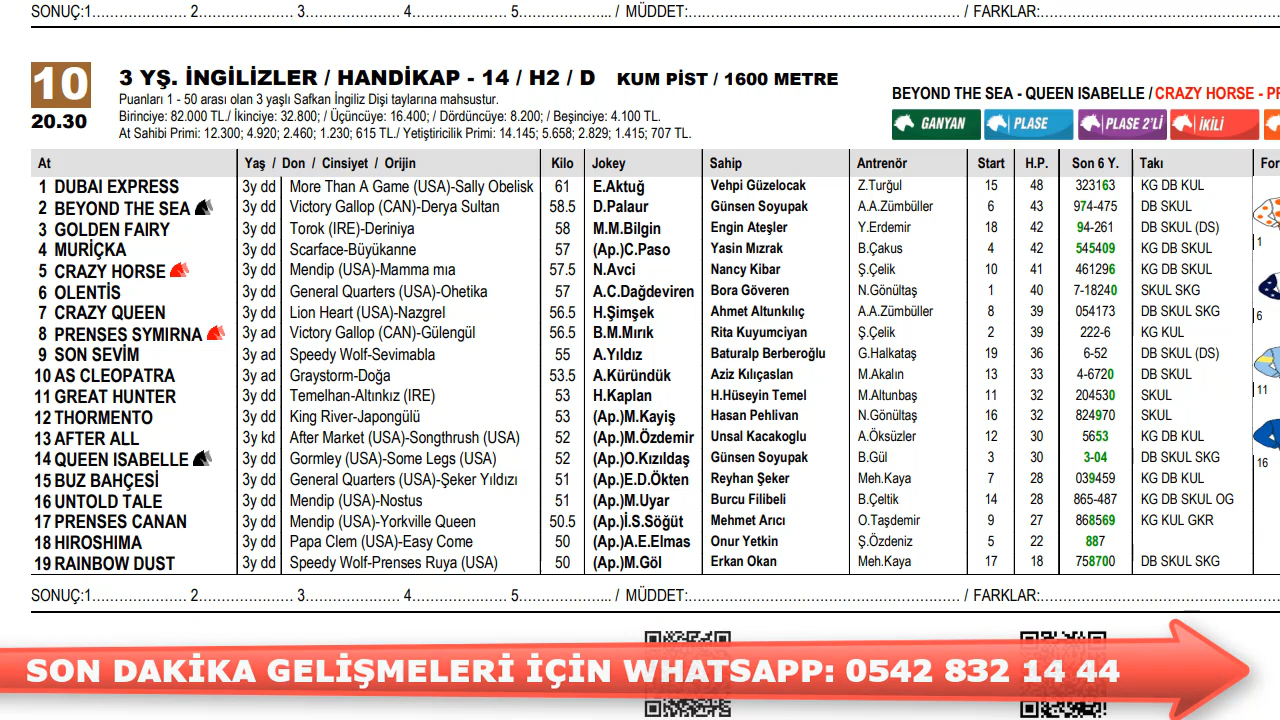 SONUÇ:1…………………. 2…………………. 3…………………. 4…………………. 5………………... / MÜDDET:………………………………………………… / FARKLAR:……………………………………………
10
20.30
3 YŞ. İNGİLİZLER / HANDİKAP - 14 / H2 / D KUM PİST / 1600 METRE
Puanları 1 - 50 arası olan 3 yaşlı Safkan İngiliz Dişi taylarına mahsustur.
Birinciye: 82.000 TL./ İkinciye: 32.800; / Üçüncüye: 16.400; / Dördüncüye: 8.200; / Beşinciye: 4.100 TL.
At Sahibi Primi: 12.300; 4.920; 2.460; 1.230; 615 TL./ Yetiştiricilik Primi: 14.145; 5.658; 2.829; 1.415; 707 TL.
BEYOND THE SEA - QUEEN ISABELLE / CRAZY HORSE - PR
GANYAN PLASE PLASE 2'Lİ İKİLİ
At Yaş / Don / Cinsiyet / Orijin Kilo Jokey Sahip Antrenör Start H.P. Son 6 Y. Takı For
1 DUBAI EXPRESS 3y dd More Than A Game (USA)-Sally Obelisk 61 E.Aktuğ Vehpi Güzelocak Z.Turğul 15 48 323163 KG DB KUL
2 BEYOND THE SEA 3y dd Victory Gallop (CAN)-Derya Sultan 58.5 D.Palaur Günsen Soyupak A.A.Zümbüller 6 43 974-475 DB SKUL
3 GOLDEN FAIRY 3y dd Torok (IRE)-Deriniya 58 M.M.Bilgin Engin Ateşler Y.Erdemir 18 42 94-261 DB SKUL (DS)
4 MURİÇKA 3y dd Scarface-Büyükanne 57 (Ap.)C.Paso Yasin Mızrak B.Çakus 4 42 545409 KG DB SKUL 1
5 CRAZY HORSE 3y dd Mendip (USA)-Mamma mıa 57.5 N.Avci Nancy Kibar Ş.Çelik 10 41 461296 KG DB SKUL
6 OLENTİS 3y dd General Quarters (USA)-Ohetika 57 A.C.Dağdeviren Bora Göveren N.Gönültaş 1 40 7-18240 SKUL SKG
7 CRAZY QUEEN 3y dd Lion Heart (USA)-Nazgrel 56.5 H.Şimşek Ahmet Altunkılıç A.A.Zümbüller 8 39 054173 DB SKUL SKG 6
8 PRENSES SYMIRNA 3y ad Victory Gallop (CAN)-Gülengül 56.5 B.M.Mırık Rita Kuyumciyan Ş.Çelik 2 39 222-6 KG KUL
9 SON SEVİM 3y ad Speedy Wolf-Sevimabla 55 A.Yıldız Baturalp Berberoğlu G.Halkataş 19 36 6-52 DB SKUL (DS)
10 AS CLEOPATRA 3y ad Graystorm-Doğa 53.5 A.Küründük Aziz Kılıçaslan M.Akalın 13 33 4-6720 DB SKUL
11 GREAT HUNTER 3y dd Temelhan-Altınkız (IRE) 53 H.Kaplan H.Hüseyin Temel M.Altunbaş 11 32 204530 SKUL 11
12 THORMENTO 3y dd King River-Japongülü 53 (Ap.)M.Kayiş Hasan Pehlivan N.Gönültaş 16 32 824970 SKUL
13 AFTER ALL 3y kd After Market (USA)-Songthrush (USA) 52 (Ap.)M.Özdemir Unsal Kacakoglu A.Öksüzler 12 30 5653 KG DB KUL
14 QUEEN ISABELLE 3y dd Gormley (USA)-Some Legs (USA) 52 (Ap.)O.Kızıldaş Günsen Soyupak B.Gül 3 30 3-04 DB SKUL SKG 16
15 BUZ BAHÇESİ 3y dd General Quarters (USA)-Şeker Yıldızı 51 (Ap.)E.D.Ökten Reyhan Şeker Meh.Kaya 7 28 039459 KG DB KUL
16 UNTOLD TALE 3y dd Mendip (USA)-Nostus 51 (Ap.)M.Uyar Burcu Filibeli B.Çeltik 14 28 865-487 KG DB SKUL OG
17 PRENSES CANAN 3y dd Mendip (USA)-Yorkville Queen 50.5 (Ap.)İ.S.Söğüt Mehmet Arıcı O.Taşdemir 9 27 868569 KG KUL GKR
18 HIROSHIMA 3y dd Papa Clem (USA)-Easy Come 50 (Ap.)A.E.Elmas Onur Yetkin Ş.Özdeniz 5 22 887
19 RAINBOW DUST 3y dd Speedy Wolf-Prenses Ruya (USA) 50 (Ap.)M.Göl Erkan Okan Meh.Kaya 17 18 758700 DB SKUL SKG
SONUÇ:1…………………. 2…………………. 3…………………. 4…………………. 5………………... / MÜDDET:………………………………………………… / FARKLAR:……………………………………………
SON DAKİKA GELİŞMELERİ İÇİN WHATSAPP: 0542 832 14 44